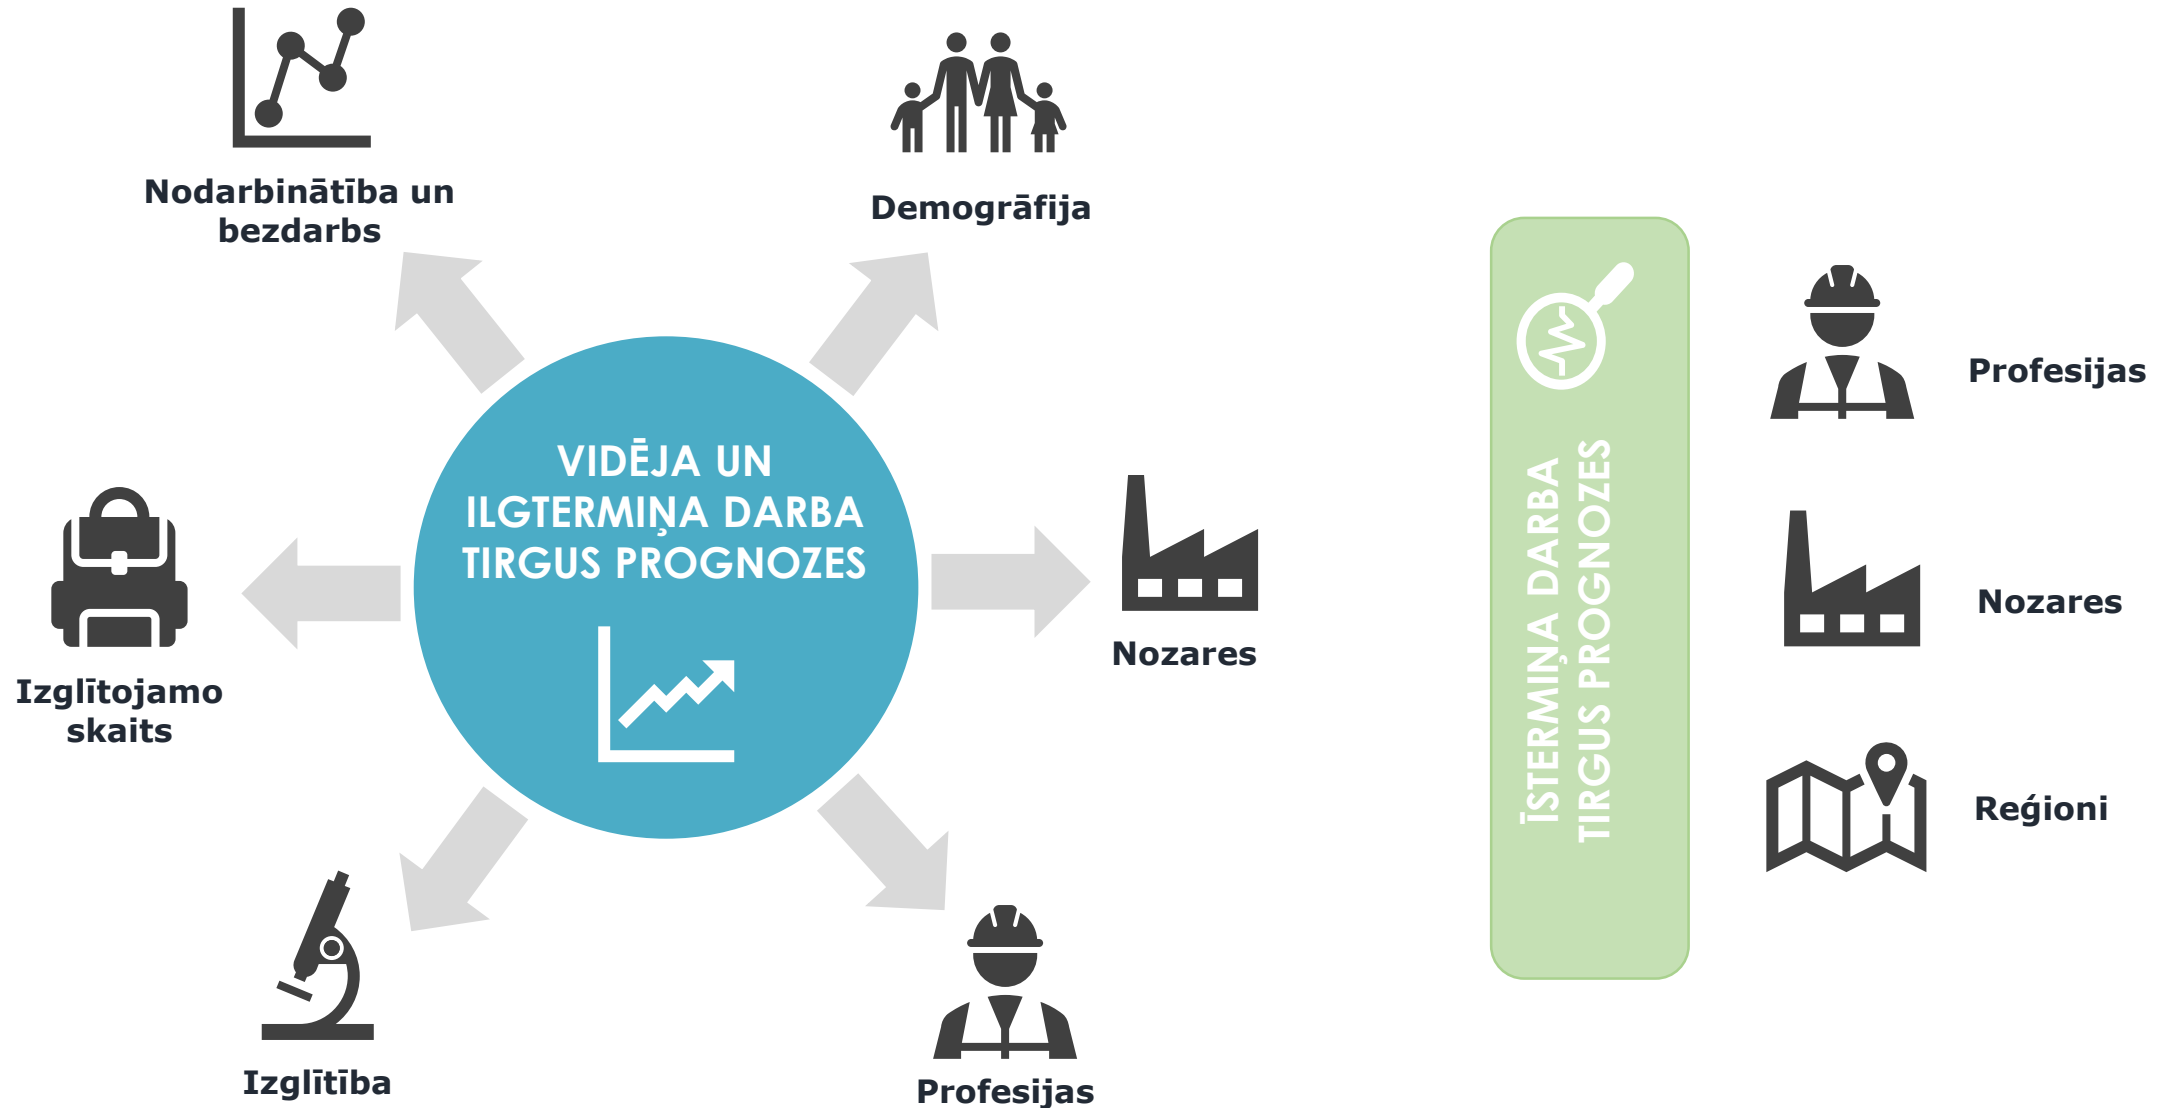 Nodarbinātība un
bezdarbs
Demogrāfija
VIDĒJA UN
ILGTERMIŅA DARBA
TIRGUS PROGNOZES
Nozares
Izglītojamo
skaits
Izglītība
Profesijas
ĪSTERMIŅA DARBA
TIRGUS PROGNOZES
Profesijas
Nozares
Reģioni